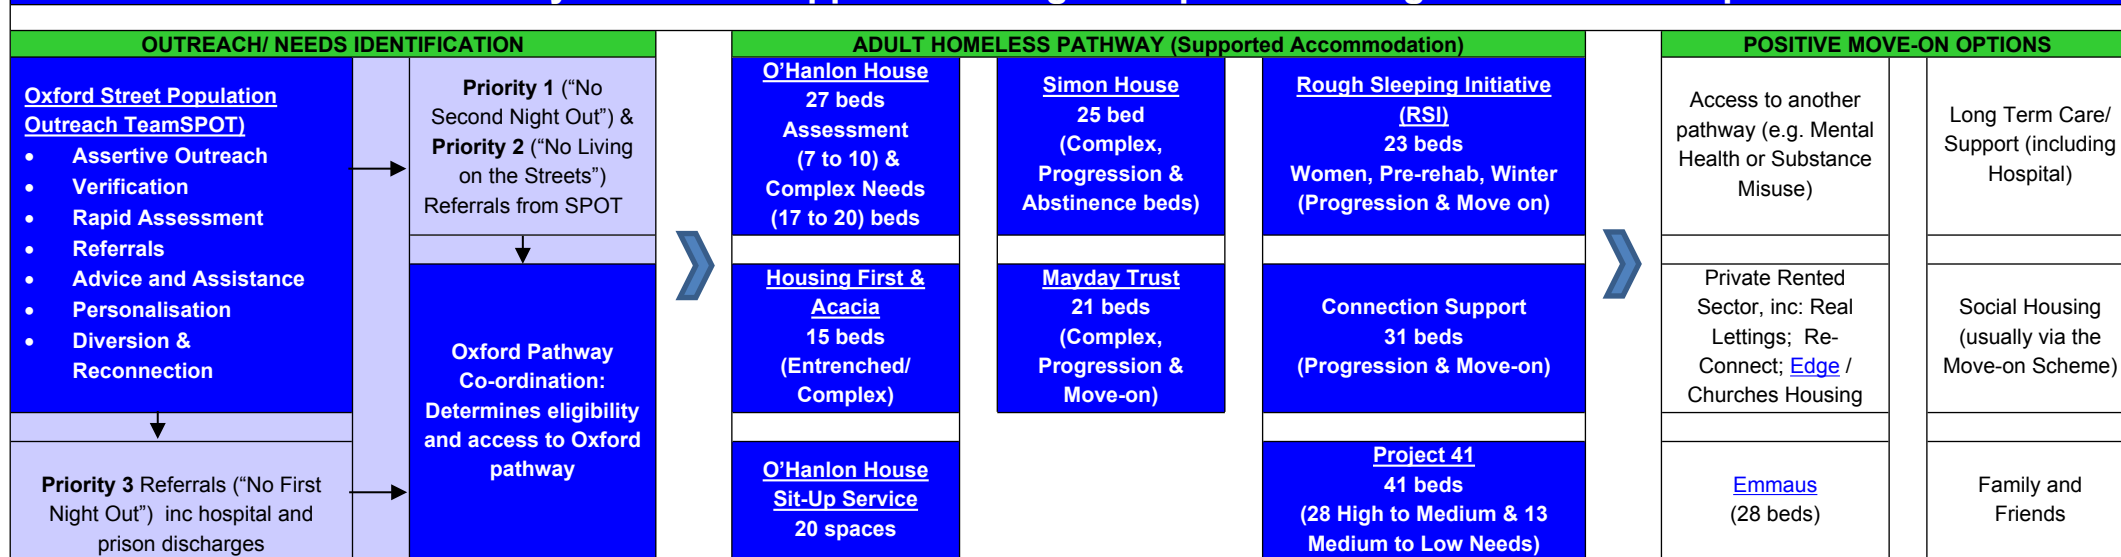 OUTREACH/ NEEDS IDENTIFICATION
Oxford Street Population
Outreach TeamSPOT)
• Assertive Outreach
• Verification
• Rapid Assessment
• Referrals
• Advice and Assistance
• Personalisation
• Diversion &
Reconnection
Priority 1 (“No
Second Night Out”) &
Priority 2 (“No Living
on the Streets”)
Referrals from SPOT
Oxford Pathway
Co-ordination:
Determines eligibility
and access to Oxford
pathway
Priority 3 Referrals (“No First
Night Out”) inc hospital and
prison discharges
ADULT HOMELESS PATHWAY (Supported Accommodation)
O’Hanlon House
27 beds
Assessment
(7 to 10) &
Complex Needs
(17 to 20) beds
Simon House
25 bed
(Complex,
Progression &
Abstinence beds)
Rough Sleeping Initiative
(RSI)
23 beds
Women, Pre-rehab, Winter
(Progression & Move on)
Housing First &
Acacia
15 beds
(Entrenched/
Complex)
Mayday Trust
21 beds
(Complex,
Progression &
Move-on)
Connection Support
31 beds
(Progression & Move-on)
O’Hanlon House
Sit-Up Service
20 spaces
Project 41
41 beds
(28 High to Medium & 13
Medium to Low Needs)
POSITIVE MOVE-ON OPTIONS
Access to another
pathway (e.g. Mental
Health or Substance
Misuse)
Long Term Care/
Support (including
Hospital)
Private Rented
Sector, inc: Real
Lettings; Re-
Connect; Edge /
Churches Housing
Social Housing
(usually via the
Move-on Scheme)
Emmaus
(28 beds)
Family and
Friends